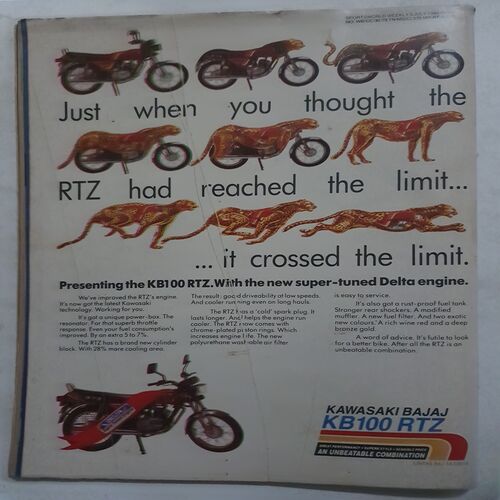 SPORTSWORLD WEEKLY
Just when you thought the
RTZ had reached the limit...
... it crossed the limit.
Presenting the KB100 RTZ. With the new super-tuned Delta engine.
We've improved the RTZ's engine.
It's now got the latest Kawasaki
technology. Working for you.
It's got a unique power-box. The
resonator. For that superb throttle
response. Even your fuel consumption's
improved. By an extra 5 to 7%.
The RTZ has a brand new cylinder
block. With 28% more cooling area.
The result: good driveability at low speeds.
And cooler running even on long hauls.
The RTZ has a 'cold' spark plug. It
lasts longer. And helps the engine run
cooler. The RTZ now comes with
chrome-plated piston rings. Which
increases engine life. The new
polyurethane washable air filter
is easy to service.
It's also got a rust-proof fuel tank.
Stronger rear shockers. A modified
muffler. A new fuel filter. And two exotic
new colours. A rich wine red and a deep
bronze gold.
A word of advice. It's futile to look
for a better bike. After all the RTZ is an
unbeatable combination.
KAWASAKI BAJAJ
KB100 RTZ
GREAT PERFORMANCE • SUPERB STYLE • SENSIBLE PRICE
AN UNBEATABLE COMBINATION